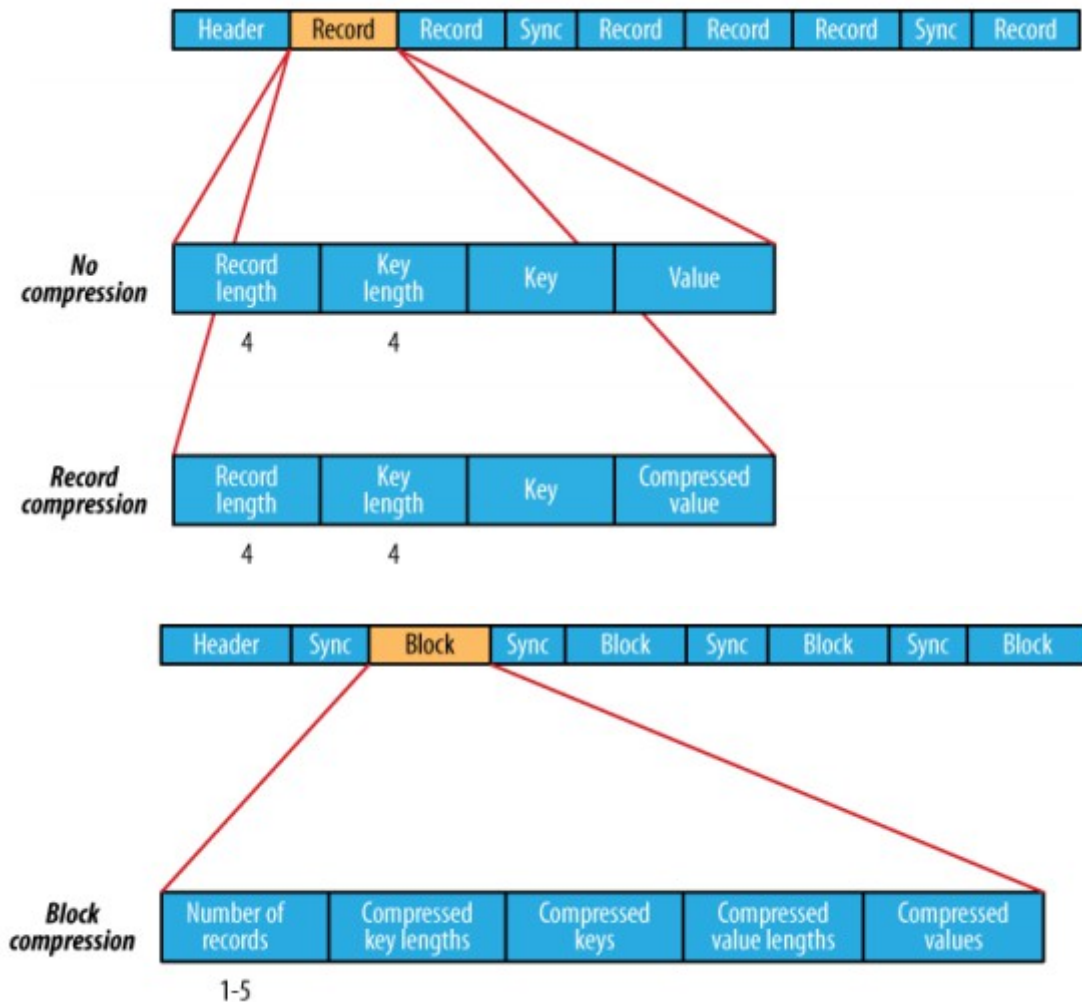 Header Record Record Sync Record Record Record Sync Record
No
compression
Record
length
Key
length
Key
Value
4 4
Record
compression
Record
length
Key
length
Key
Compressed
value
4 4
Header Sync Block Sync Block Sync Block Sync Block
Block
compression
Number of
records
Compressed
key lengths
Compressed
keys
Compressed
value lengths
Compressed
values
1-5